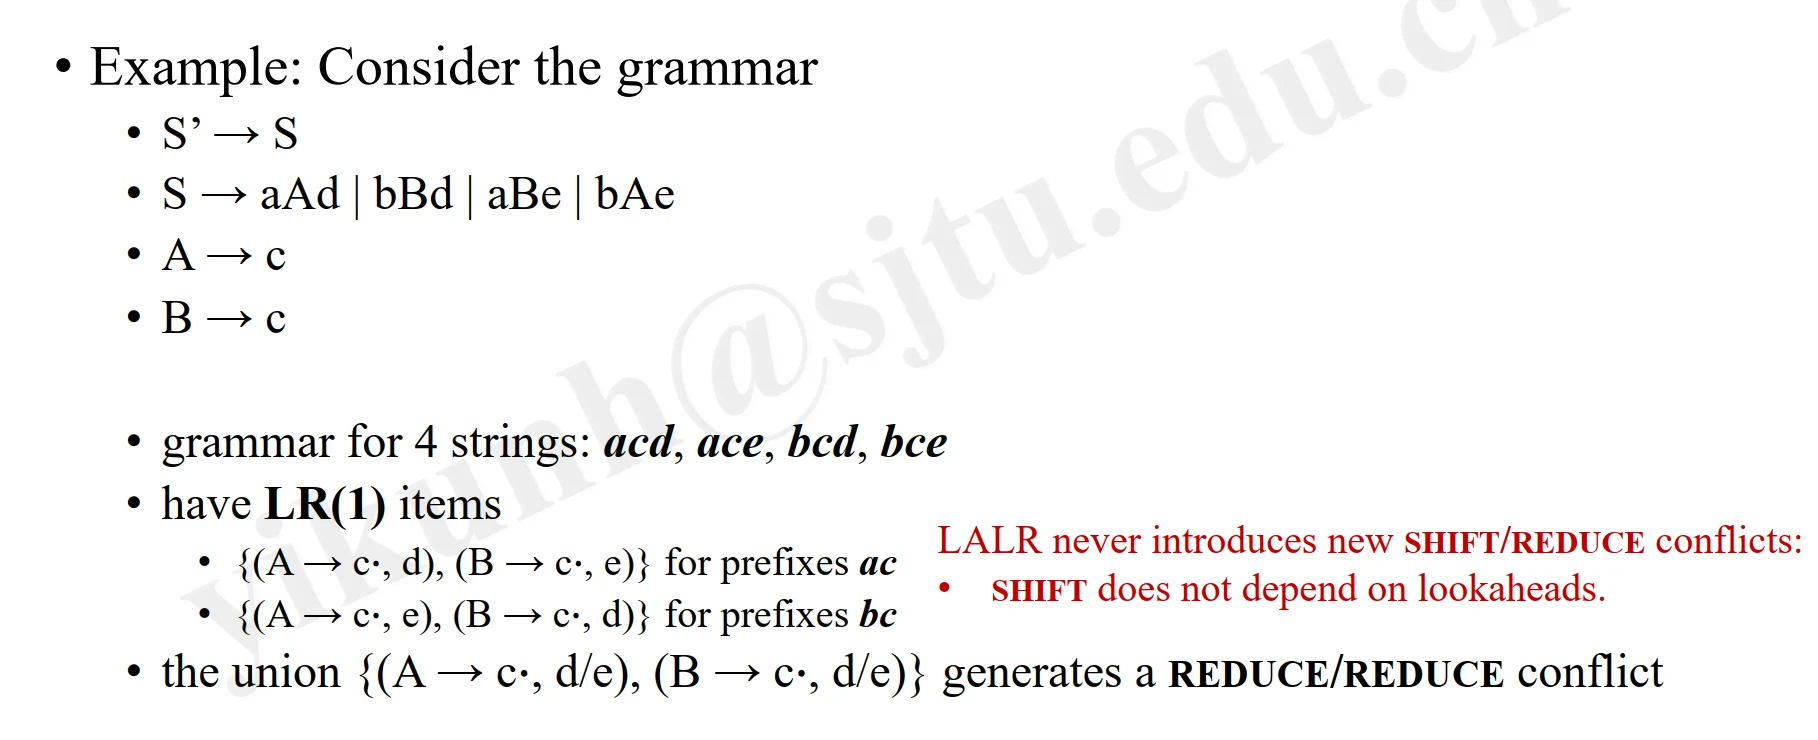 • Example: Consider the grammar
• S’ → S
• S → aAd | bBd | aBe | bAe
• A → c
• B → c
• grammar for 4 strings: acd, ace, bcd, bce
• have LR(1) items
• {(A → c·, d), (B → c·, e)} for prefixes ac
• {(A → c·, e), (B → c·, d)} for prefixes bc
LALR never introduces new SHIFT/REDUCE conflicts:
• SHIFT does not depend on lookaheads.
• the union {(A → c·, d/e), (B → c·, d/e)} generates a REDUCE/REDUCE conflict
yikunh@sjtu.edu.cn